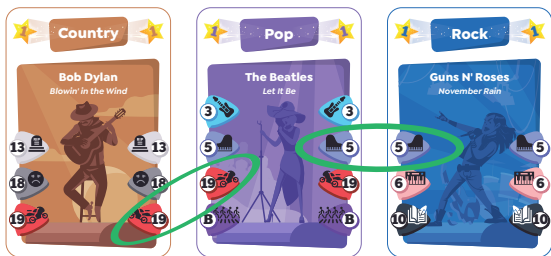 1 Country 1
Bob Dylan
Blowin' in the Wind
13 13
18 18
19 19
1 Pop 1
The Beatles
Let It Be
3 3
5 5
19 19
B B
1 Rock 1
Guns N' Roses
November Rain
5 5
6 6
10 10